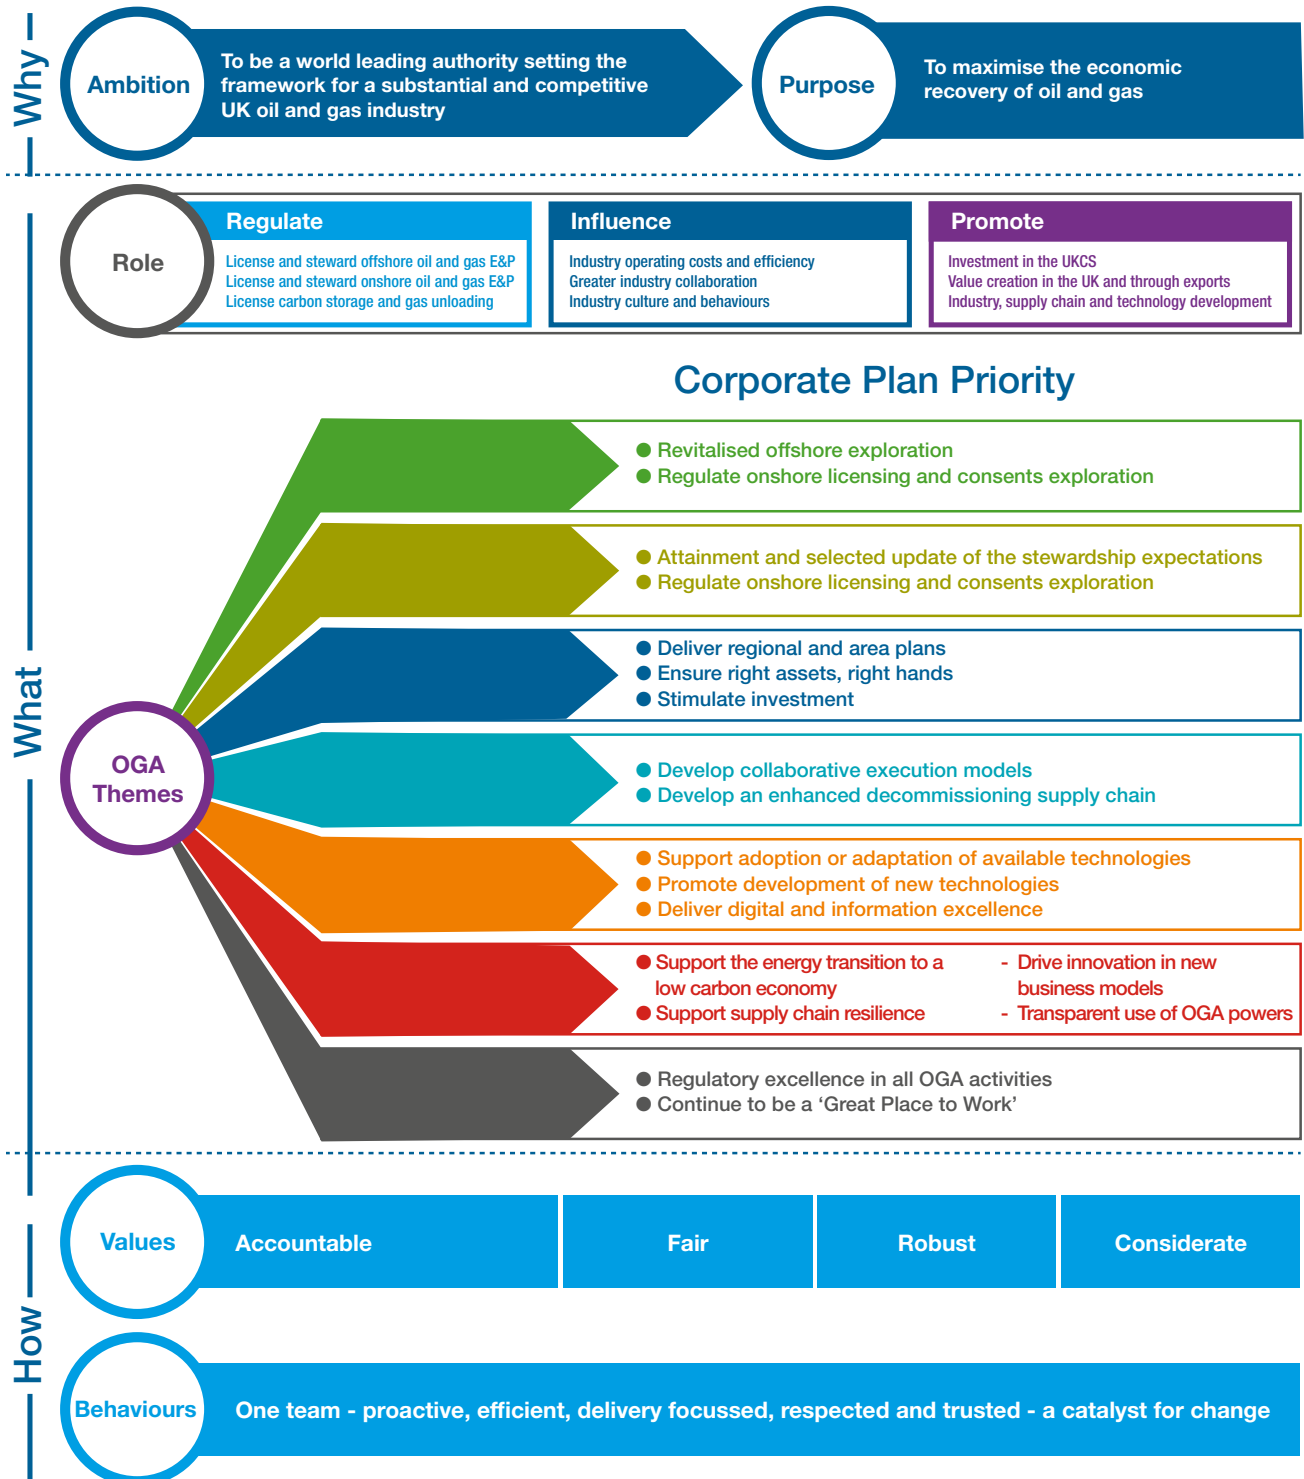 Why
Ambition
To be a world leading authority setting the
framework for a substantial and competitive
UK oil and gas industry
Purpose
To maximise the economic
recovery of oil and gas
What
Role
Regulate
License and steward offshore oil and gas E&P
License and steward onshore oil and gas E&P
License carbon storage and gas unloading
Influence
Industry operating costs and efficiency
Greater industry collaboration
Industry culture and behaviours
Promote
Investment in the UKCS
Value creation in the UK and through exports
Industry, supply chain and technology development
Corporate Plan Priority
OGA
Themes
● Revitalised offshore exploration
● Regulate onshore licensing and consents exploration
● Attainment and selected update of the stewardship expectations
● Regulate onshore licensing and consents exploration
● Deliver regional and area plans
● Ensure right assets, right hands
● Stimulate investment
● Develop collaborative execution models
● Develop an enhanced decommissioning supply chain
● Support adoption or adaptation of available technologies
● Promote development of new technologies
● Deliver digital and information excellence
● Support the energy transition to a
low carbon economy
● Support supply chain resilience
- Drive innovation in new
business models
- Transparent use of OGA powers
● Regulatory excellence in all OGA activities
● Continue to be a ‘Great Place to Work’
How
Values
Accountable
Fair
Robust
Considerate
Behaviours
One team - proactive, efficient, delivery focussed, respected and trusted - a catalyst for change